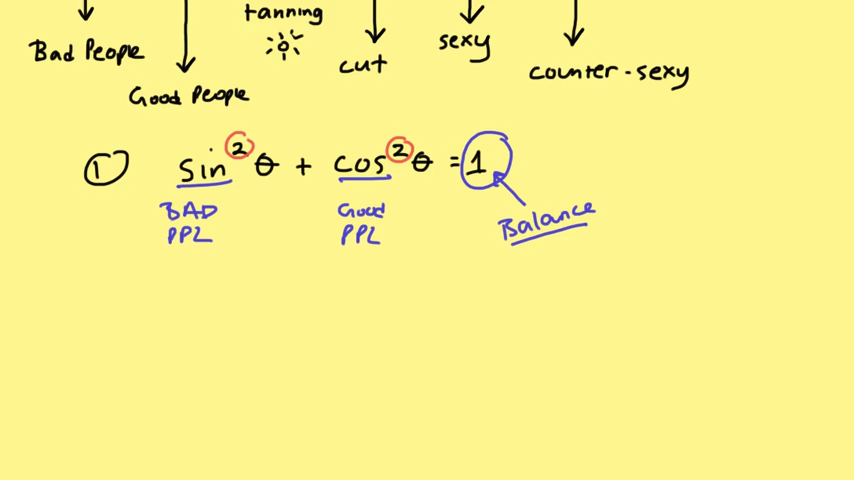 tanning
Bad People
Good People
cut
sexy
counter-sexy
① sin²θ + cos²θ = 1
BAD PPL
Good PPL
Balance